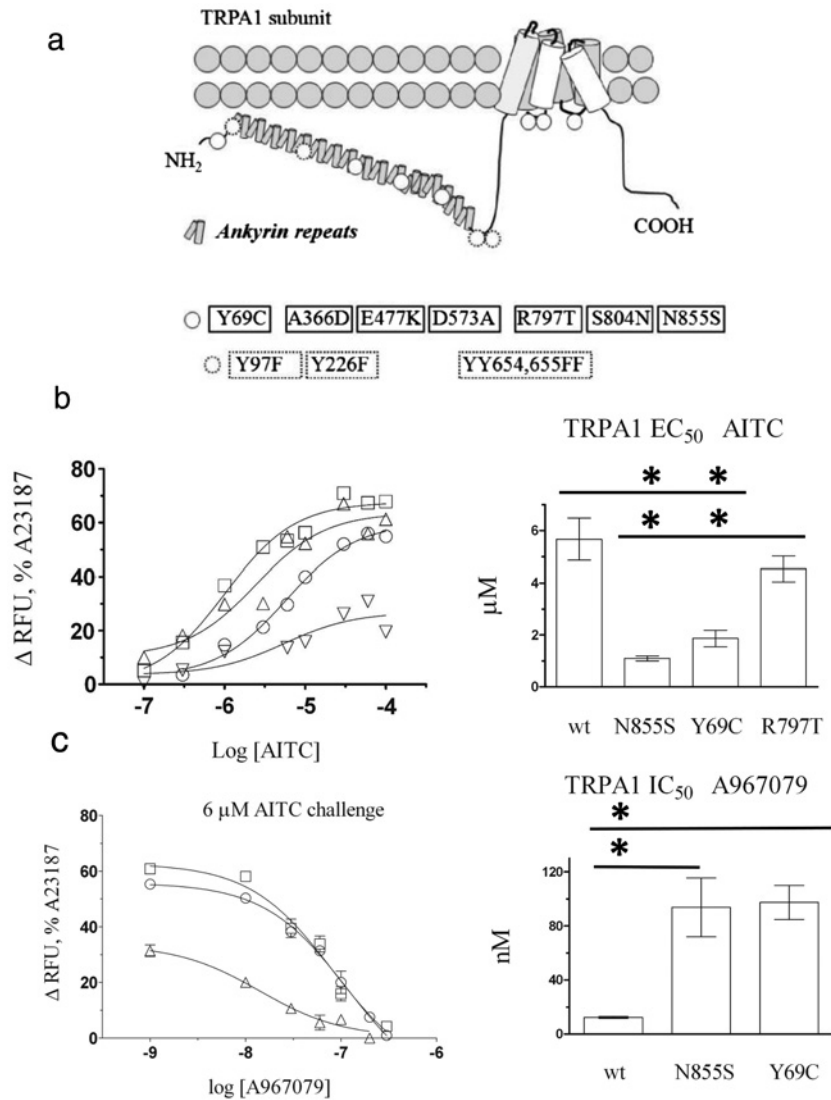 a
TRPA1 subunit
NH2
COOH
Ankyrin repeats
Y69C A366D E477K D573A R797T S804N N855S
Y97F Y226F YY654,655FF
b
Δ RFU, % A23187
80
60
40
20
0
-7 -6 -5 -4
Log [AITC]
TRPA1 EC50 AITC
* *
* *
μM
6
4
2
0
wt N855S Y69C R797T
c
6 μM AITC challenge
Δ RFU, % A23187
80
60
40
20
0
-9 -8 -7 -6
log [A967079]
TRPA1 IC50 A967079
*
*
nM
100
50
0
wt N855S Y69C